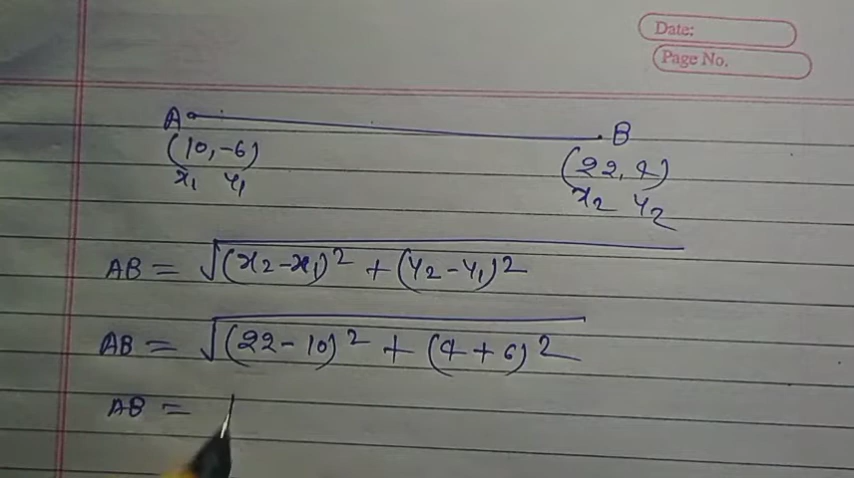 Date:
Page No.
A B
(10, -6) (22, 4)
x₁ y₁ x₂ y₂
AB = √(x₂-x₁)² + (y₂-y₁)²
AB = √(22-10)² + (4+6)²
AB =